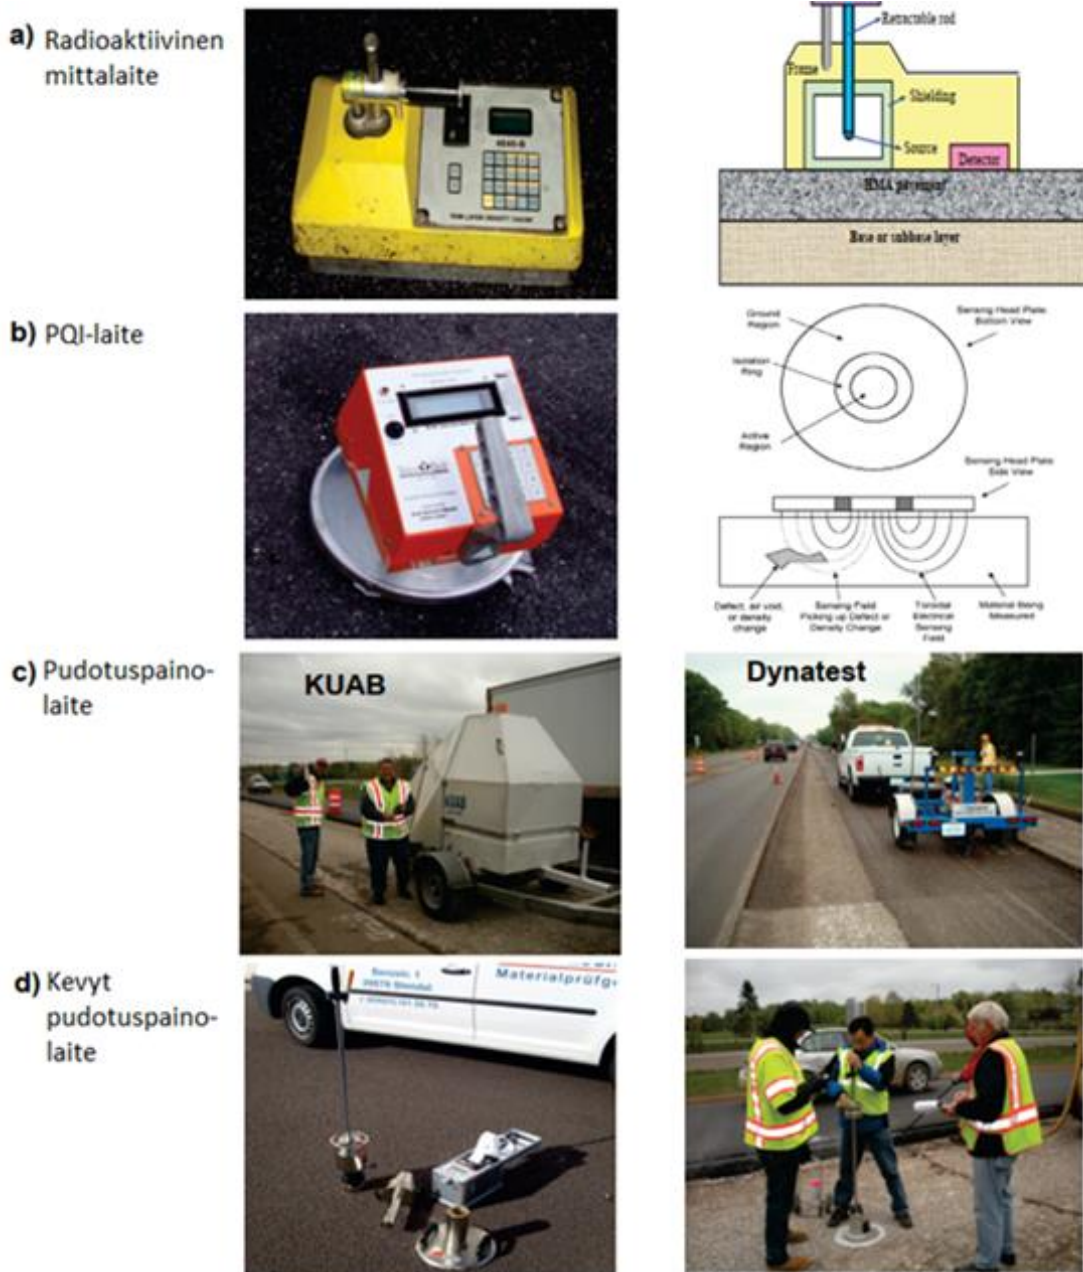 a) Radioaktiivinen
mittalaite
4640-B
THIN LAYER DENSITY GAUGE
Retractable rod
Frame
Shielding
Source
Detector
HMA pavement
Base or subbase layer
b) PQI-laite
Ground
Region
Sensing Head Plate
Bottom View
Isolation
Ring
Active
Region
Sensing Head Plate
Side View
Defect, air void,
or density
change
Sensing Field
Picking up Defect or
Density Change
Toroidal
Electrical
Sensing
Field
Material Being
Measured
c) Pudotuspaino-
laite
KUAB
KUAB
Dynatest
d) Kevyt
pudotuspaino-
laite
Materialprüfg